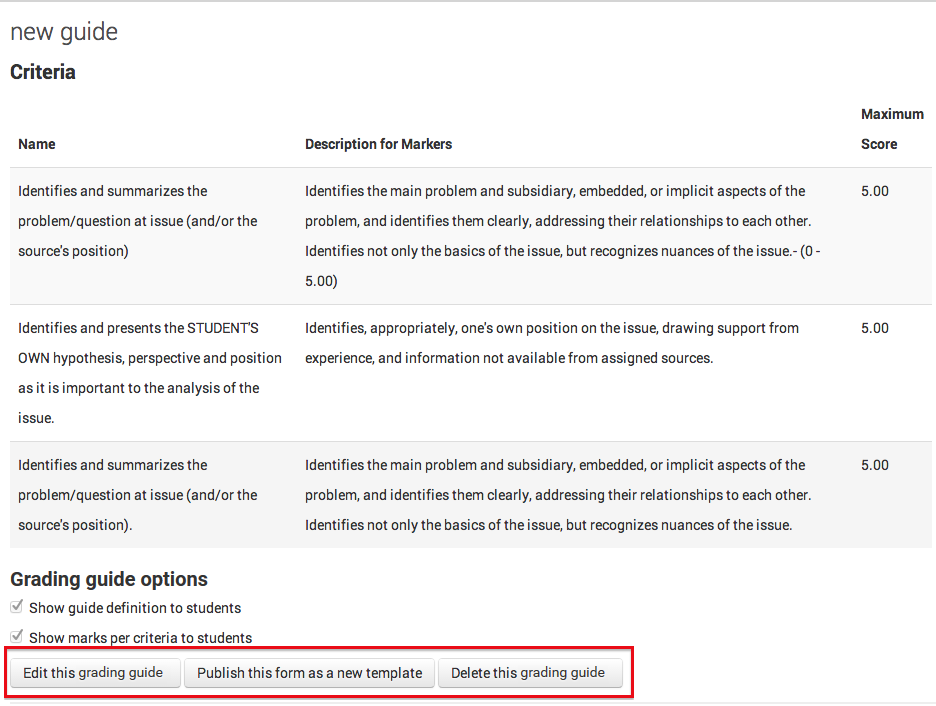 new guide
Criteria
Maximum
Name Description for Markers Score
Identifies and summarizes the Identifies the main problem and subsidiary, embedded, or implicit aspects of the 5.00
problem/question at issue (and/or the problem, and identifies them clearly, addressing their relationships to each other.
source's position) Identifies not only the basics of the issue, but recognizes nuances of the issue.- (0 -
5.00)
Identifies and presents the STUDENT'S Identifies, appropriately, one's own position on the issue, drawing support from 5.00
OWN hypothesis, perspective and position experience, and information not available from assigned sources.
as it is important to the analysis of the
issue.
Identifies and summarizes the Identifies the main problem and subsidiary, embedded, or implicit aspects of the 5.00
problem/question at issue (and/or the problem, and identifies them clearly, addressing their relationships to each other.
source's position). Identifies not only the basics of the issue, but recognizes nuances of the issue.
Grading guide options
Show guide definition to students
Show marks per criteria to students
Edit this grading guide Publish this form as a new template Delete this grading guide